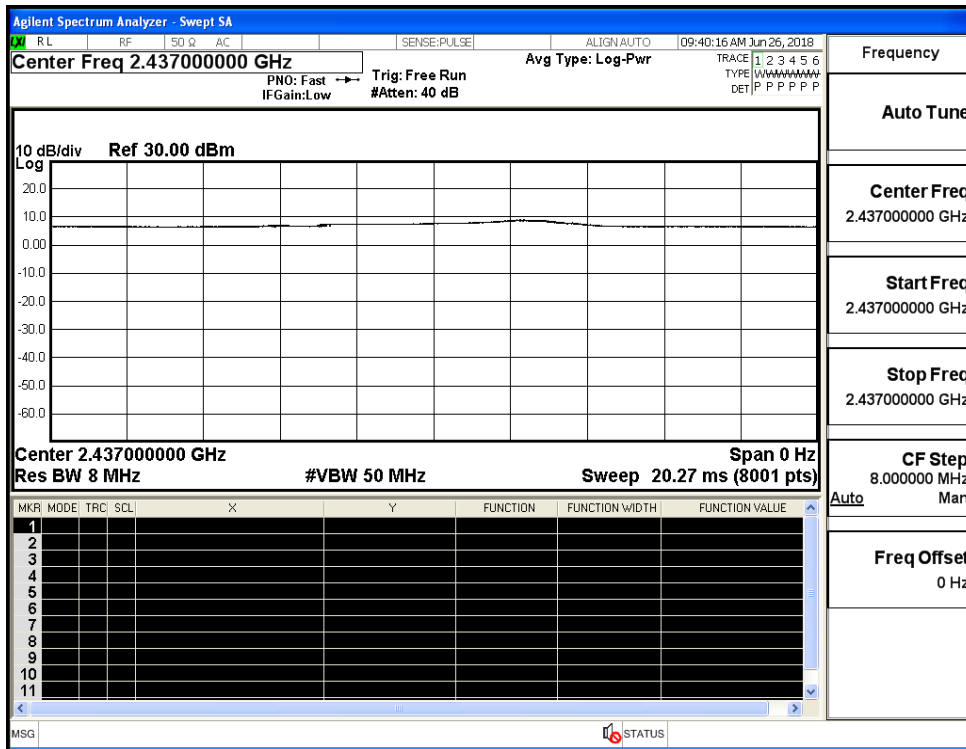 Agilent Spectrum Analyzer - Swept SA
LXI RL RF 50 Ω AC SENSE:PULSE ALIGNAUTO 09:40:16 AM Jun 26, 2018
Center Freq 2.437000000 GHz
PNO: Fast
IFGain:Low
Trig: Free Run
#Atten: 40 dB
Avg Type: Log-Pwr
TRACE 1 2 3 4 5 6
TYPE WWWWWW
DET P P P P P P
10 dB/div Ref 30.00 dBm
Log
20.0
10.0
0.00
-10.0
-20.0
-30.0
-40.0
-50.0
-60.0
Center 2.437000000 GHz Span 0 Hz
Res BW 8 MHz #VBW 50 MHz Sweep 20.27 ms (8001 pts)
MKR MODE TRC SCL X Y FUNCTION FUNCTION WIDTH FUNCTION VALUE
1
2
3
4
5
6
7
8
9
10
11
MSG STATUS
Frequency
Auto Tune
Center Freq
2.437000000 GHz
Start Freq
2.437000000 GHz
Stop Freq
2.437000000 GHz
CF Step
8.000000 MHz
Auto Man
Freq Offset
0 Hz